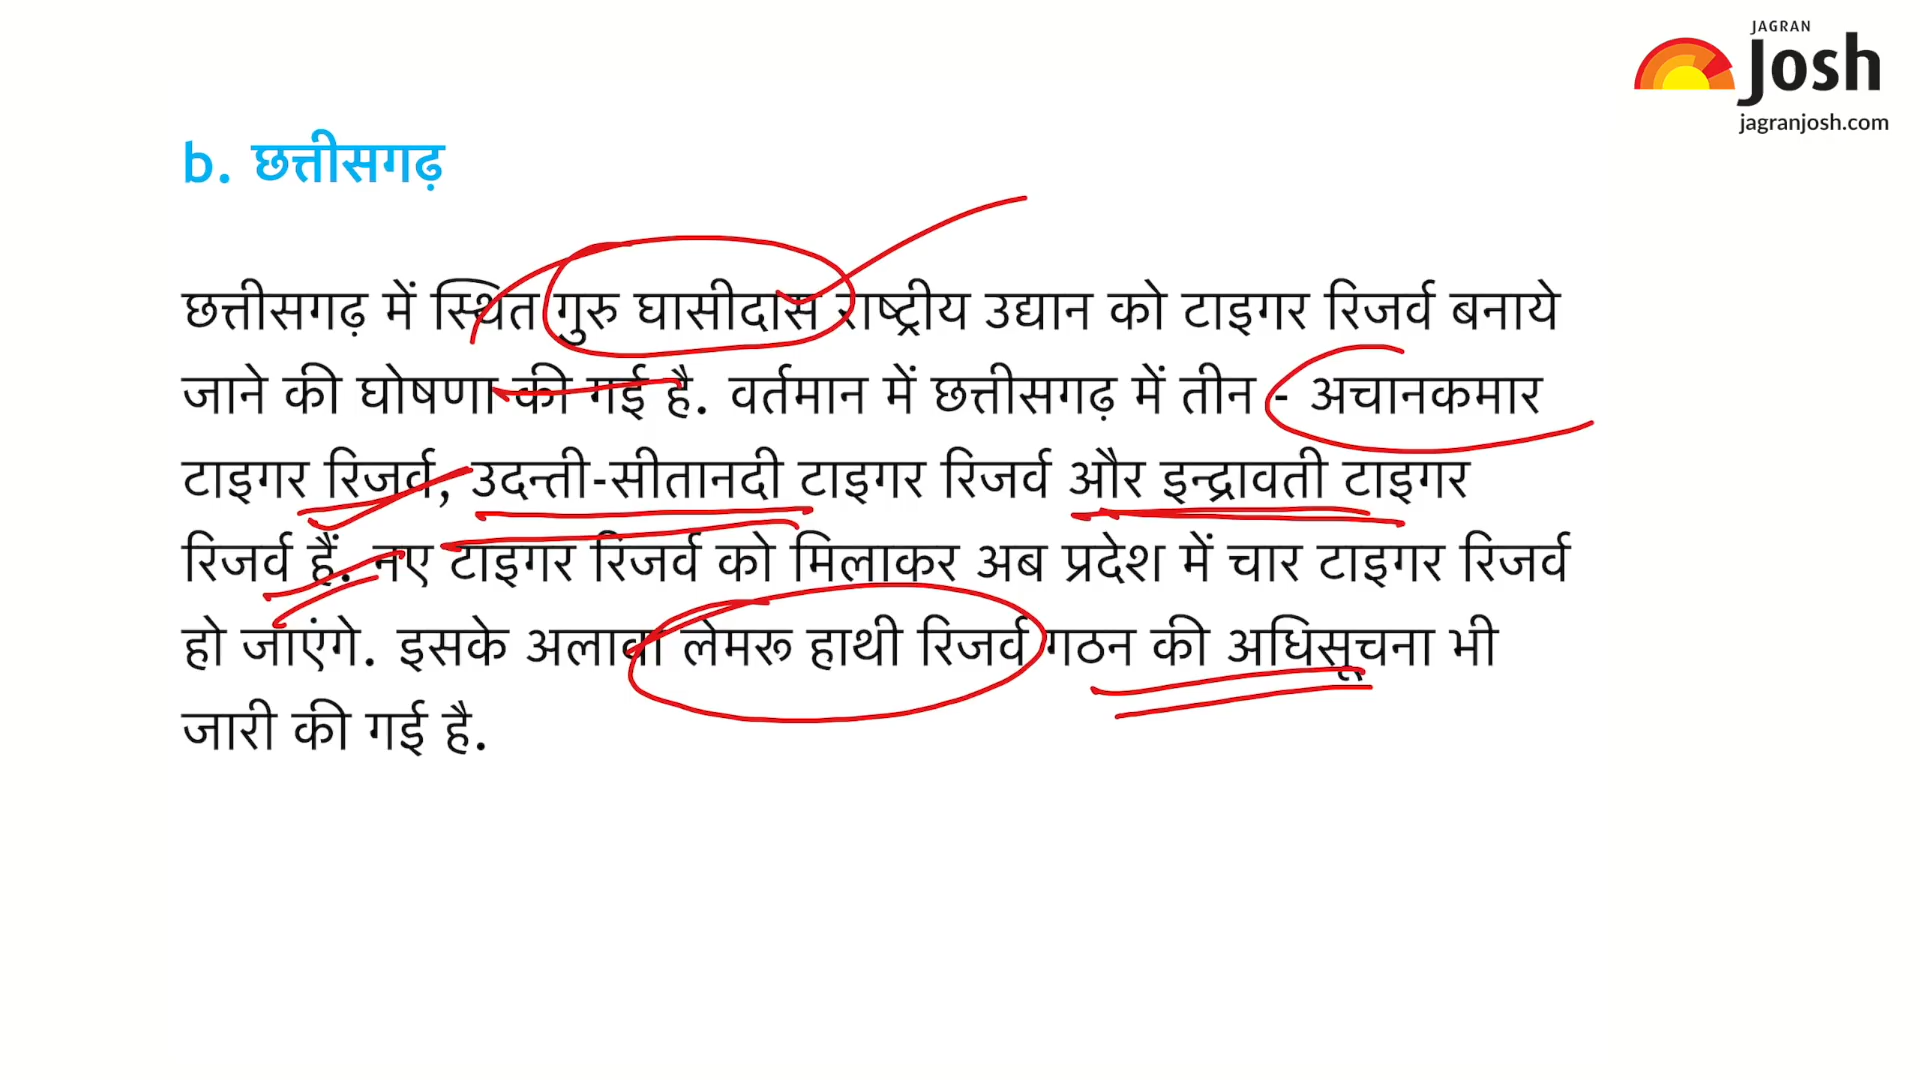 JAGRAN
Josh
jagranjosh.com
b. छत्तीसगढ़
छत्तीसगढ़ में स्थित गुरु घासीदास राष्ट्रीय उद्यान को टाइगर रिजर्व बनाये
जाने की घोषणा की गई है. वर्तमान में छत्तीसगढ़ में तीन - अचानकमार
टाइगर रिजर्व, उदन्ती-सीतानदी टाइगर रिजर्व और इन्द्रावती टाइगर
रिजर्व हैं. नए टाइगर रिजर्व को मिलाकर अब प्रदेश में चार टाइगर रिजर्व
हो जाएंगे. इसके अलावा लेमरू हाथी रिजर्व गठन की अधिसूचना भी
जारी की गई है.